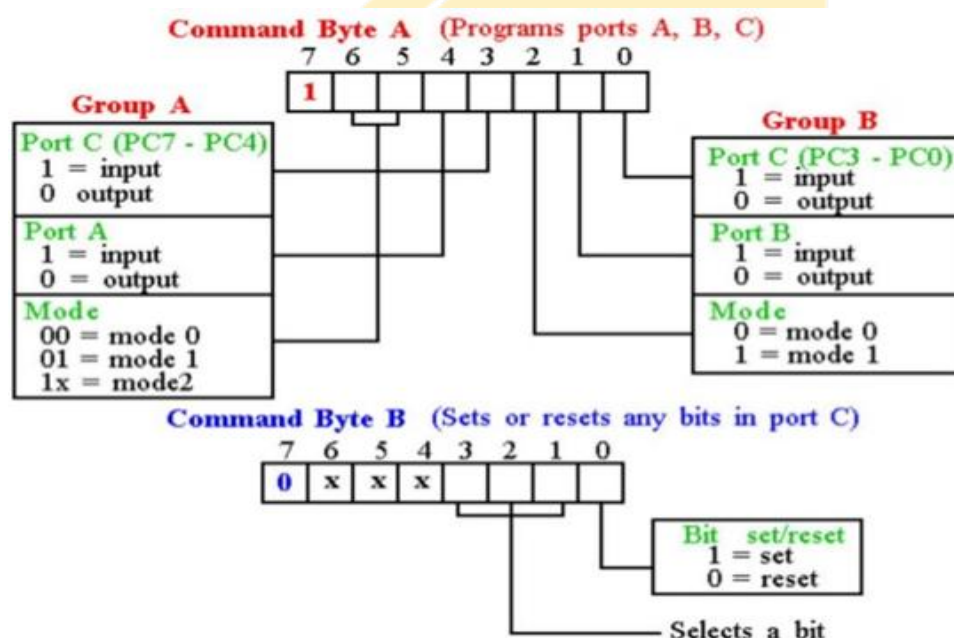 Command Byte A (Programs ports A, B, C)
7 6 5 4 3 2 1 0
1
Group A
Port C (PC7 - PC4)
1 = input
0 output
Port A
1 = input
0 = output
Mode
00 = mode 0
01 = mode 1
1x = mode2
Group B
Port C (PC3 - PC0)
1 = input
0 = output
Port B
1 = input
0 = output
Mode
0 = mode 0
1 = mode 1
Command Byte B (Sets or resets any bits in port C)
7 6 5 4 3 2 1 0
0 x x x
Bit set/reset
1 = set
0 = reset
Selects a bit